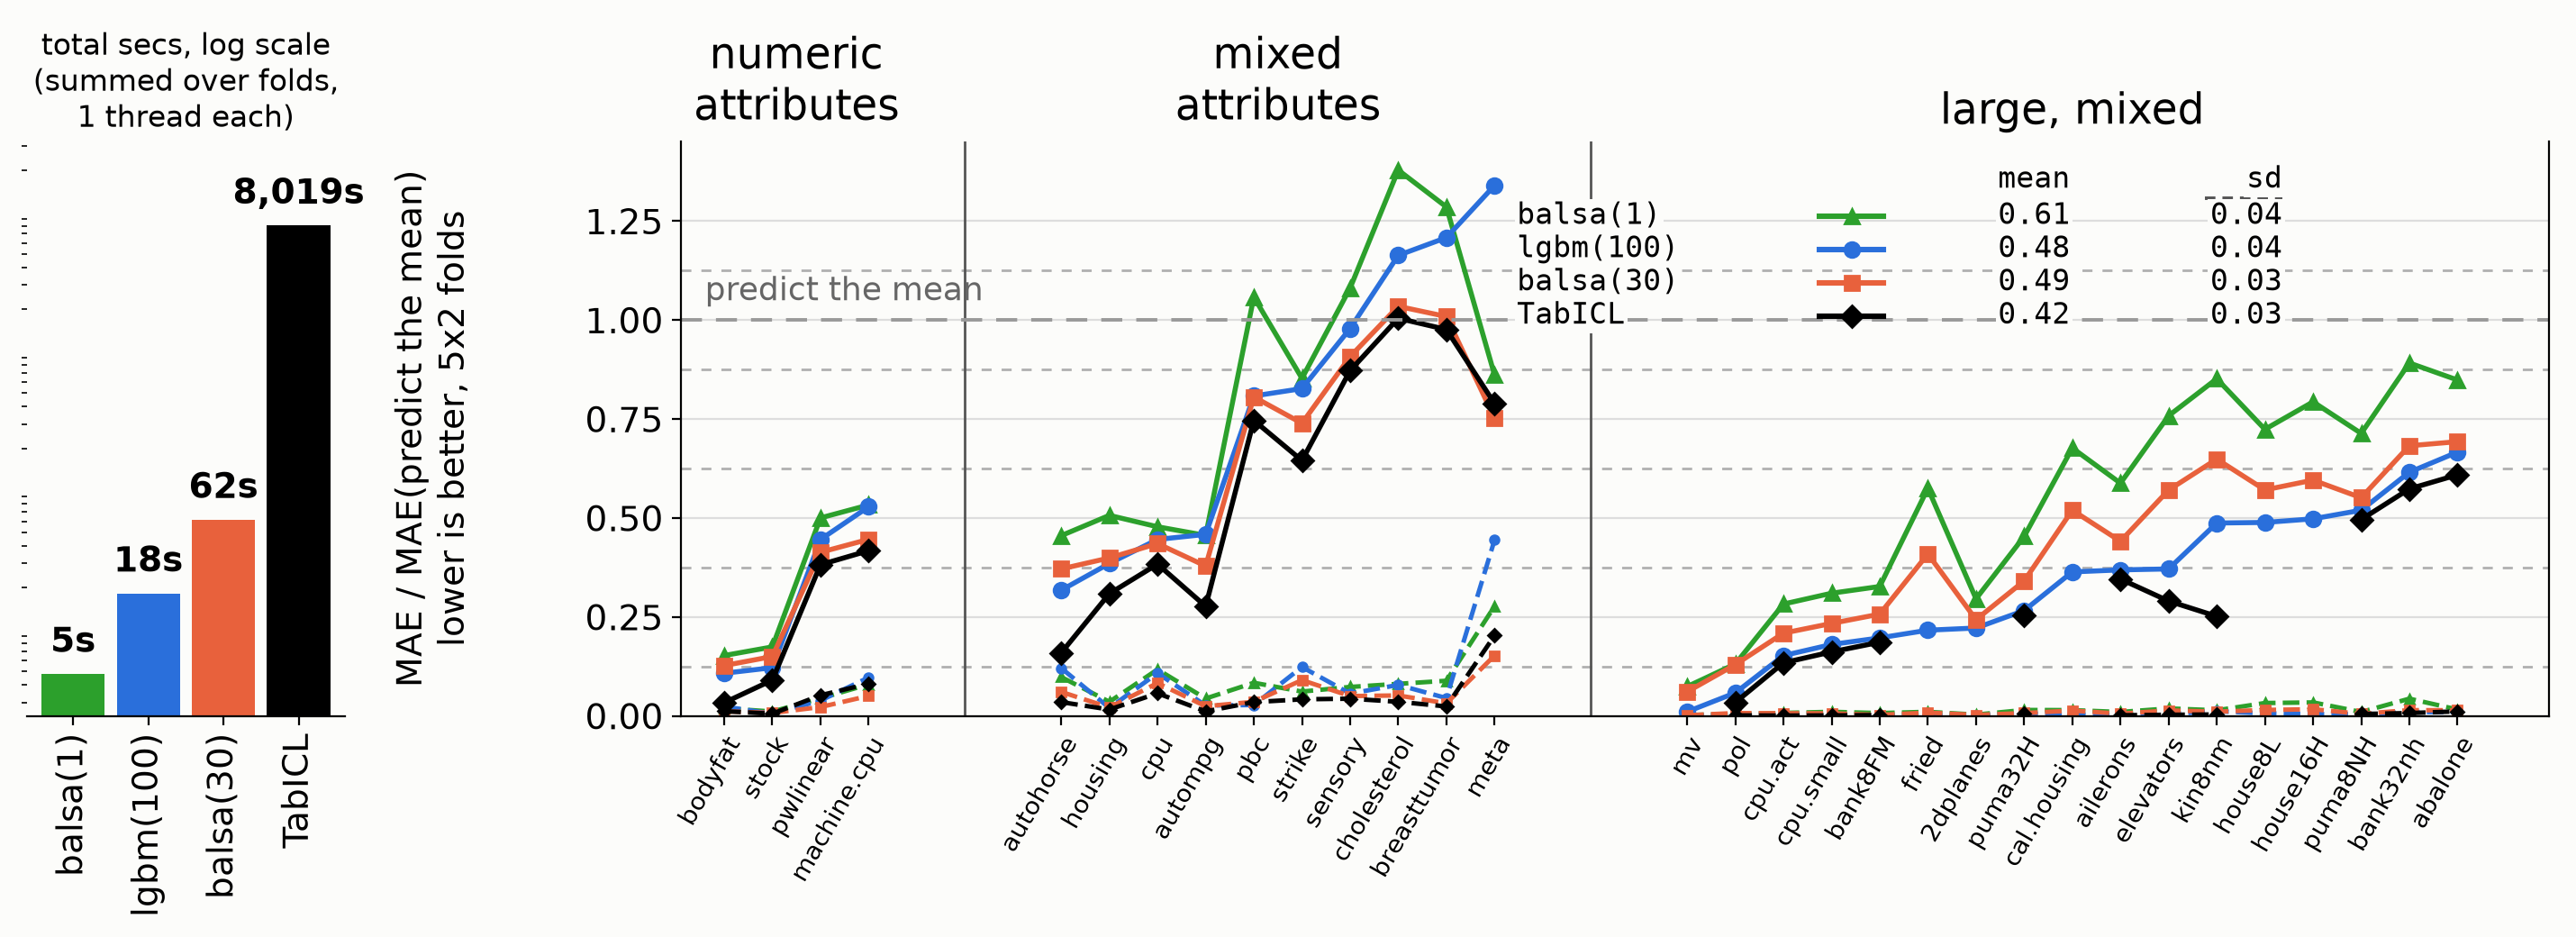 total secs, log scale
(summed over folds,
1 thread each)
8,019s
62s
18s
5s
balsa(1)
lgbm(100)
balsa(30)
TabICL
MAE / MAE(predict the mean)
lower is better, 5x2 folds
numeric
attributes
mixed
attributes
large, mixed
1.25
1.00
0.75
0.50
0.25
0.00
predict the mean
mean sd
balsa(1) 0.61 0.04
lgbm(100) 0.48 0.04
balsa(30) 0.49 0.03
TabICL 0.42 0.03
bodyfat
stock
pwlinear
machine.cpu
autohorse
housing
cpu
autompg
pbc
strike
sensory
cholesterol
breasttumor
meta
mv
pol
cpu.act
cpu.small
bank8FM
fried
2dplanes
puma32H
cal.housing
ailerons
elevators
kin8nm
house8L
house16H
puma8NH
bank32nh
abalone